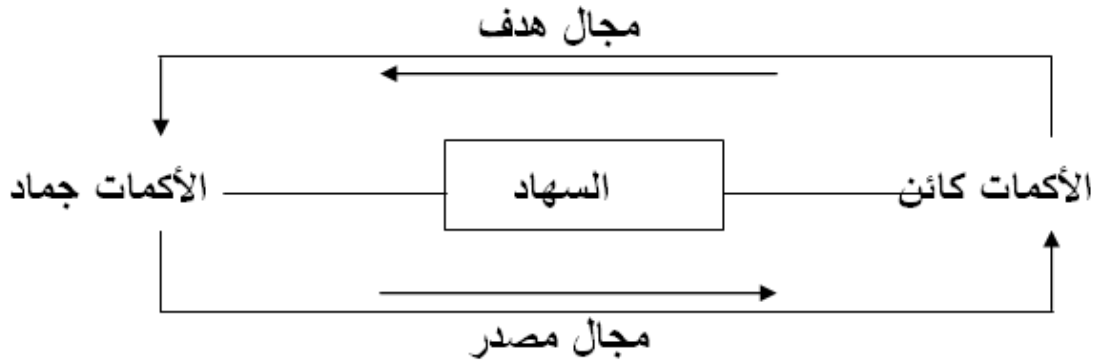 مجال هدف
الأكمات كائن
السهاد
الأكمات جماد
مجال مصدر